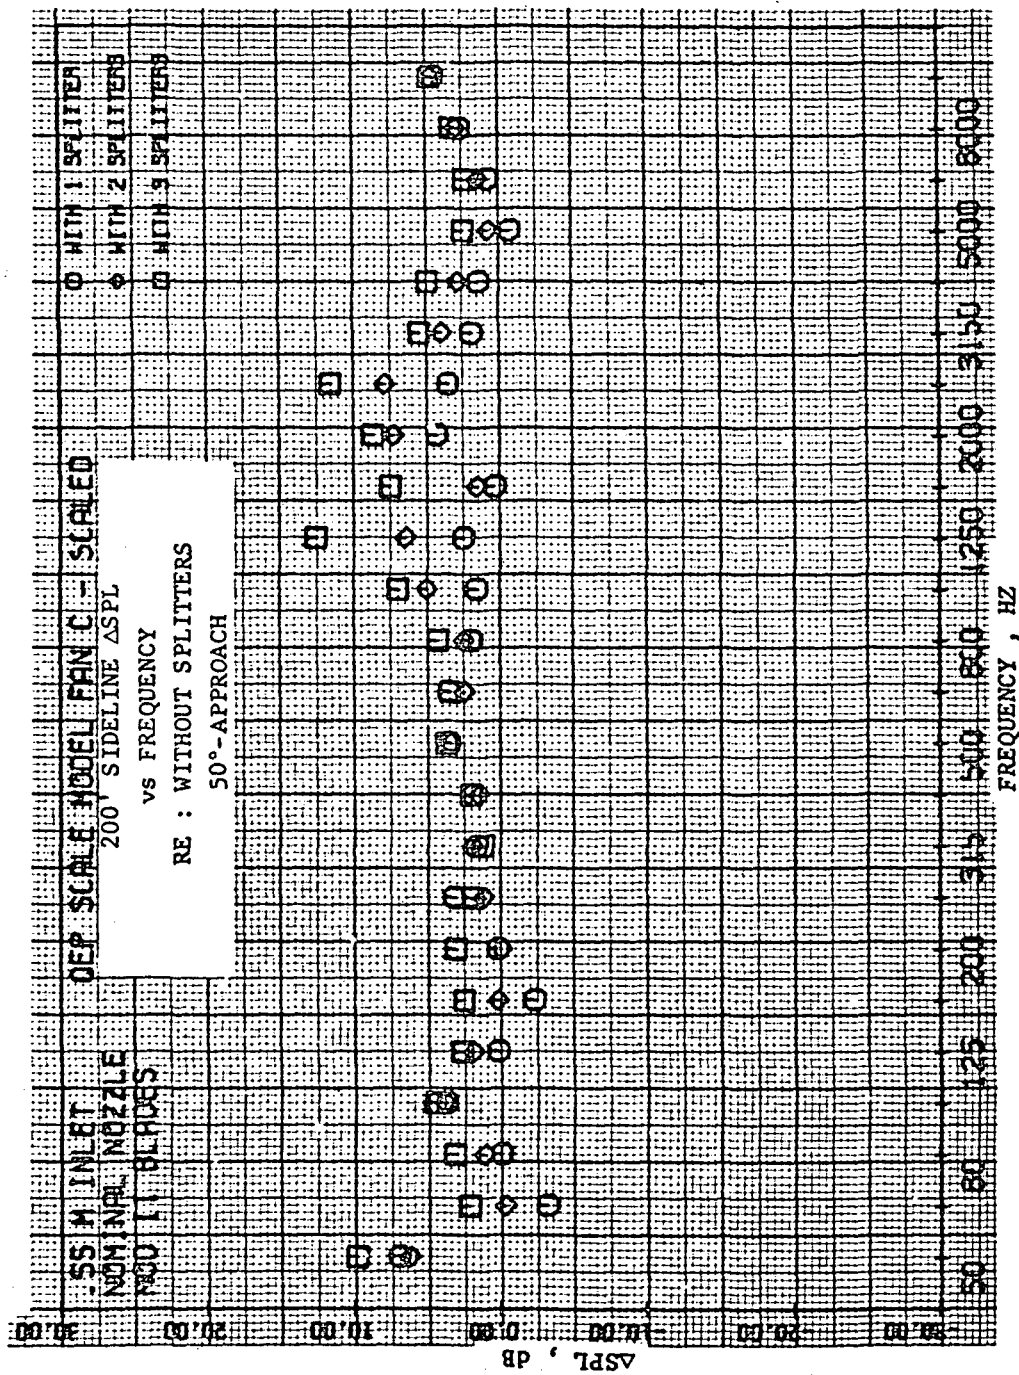 .55 M INLET
NOMINAL NOZZLE
MOD II BLADES
QEP SCALE MODEL FAN C - SCALED
200' SIDELINE ΔSPL
vs FREQUENCY
RE : WITHOUT SPLITTERS
50°-APPROACH
WITH 1 SPLITTER
WITH 2 SPLITTERS
WITH 3 SPLITTERS
ΔSPL , dB
30.00
20.00
10.00
0.00
-10.00
-20.00
-30.00
50 80 125 200 315 500 800 1250 2000 3150 5000 8000
FREQUENCY , HZ